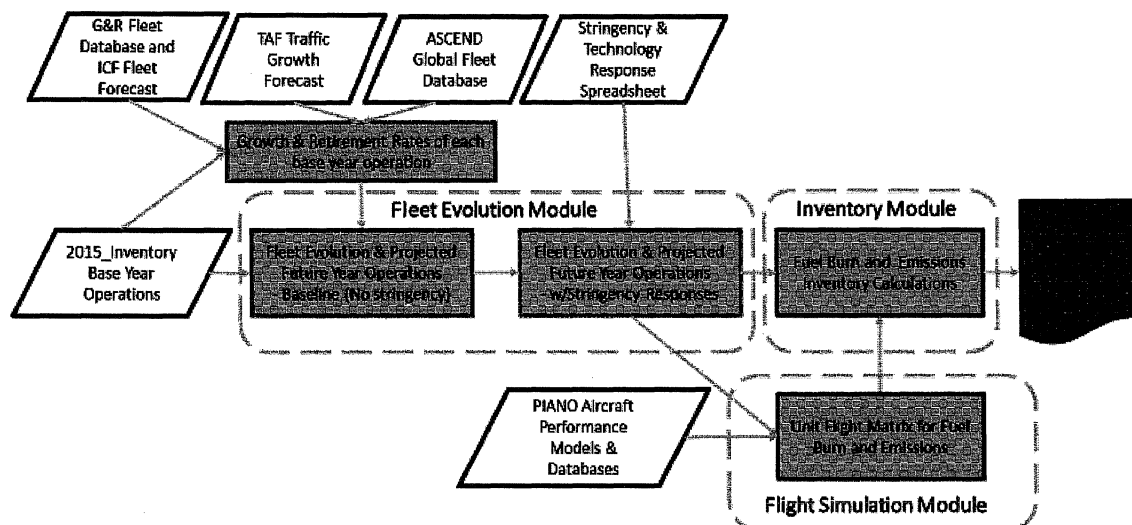 G&R Fleet
Database and
ICF Fleet
Forecast
TAF Traffic
Growth
Forecast
ASCEND
Global Fleet
Database
Stringency &
Technology
Response
Spreadsheet
Growth & Retirement Rates of each
base year operation
Fleet Evolution Module
Inventory Module
2015_Inventory
Base Year
Operations
Fleet Evolution & Projected
Future Year Operations
- Baseline (No stringency)
Fleet Evolution & Projected
Future Year Operations
-w/Stringency Responses
Fuel Burn and Emissions
Inventory Calculations
PIANO Aircraft
Performance
Models &
Databases
Unit Flight Matrix for Fuel
Burn and Emissions
Flight Simulation Module